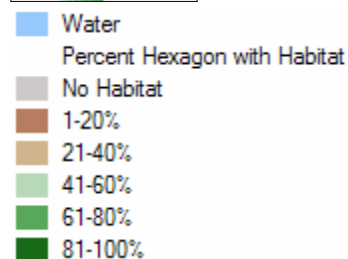 Water
Percent Hexagon with Habitat
No Habitat
1-20%
21-40%
41-60%
61-80%
81-100%